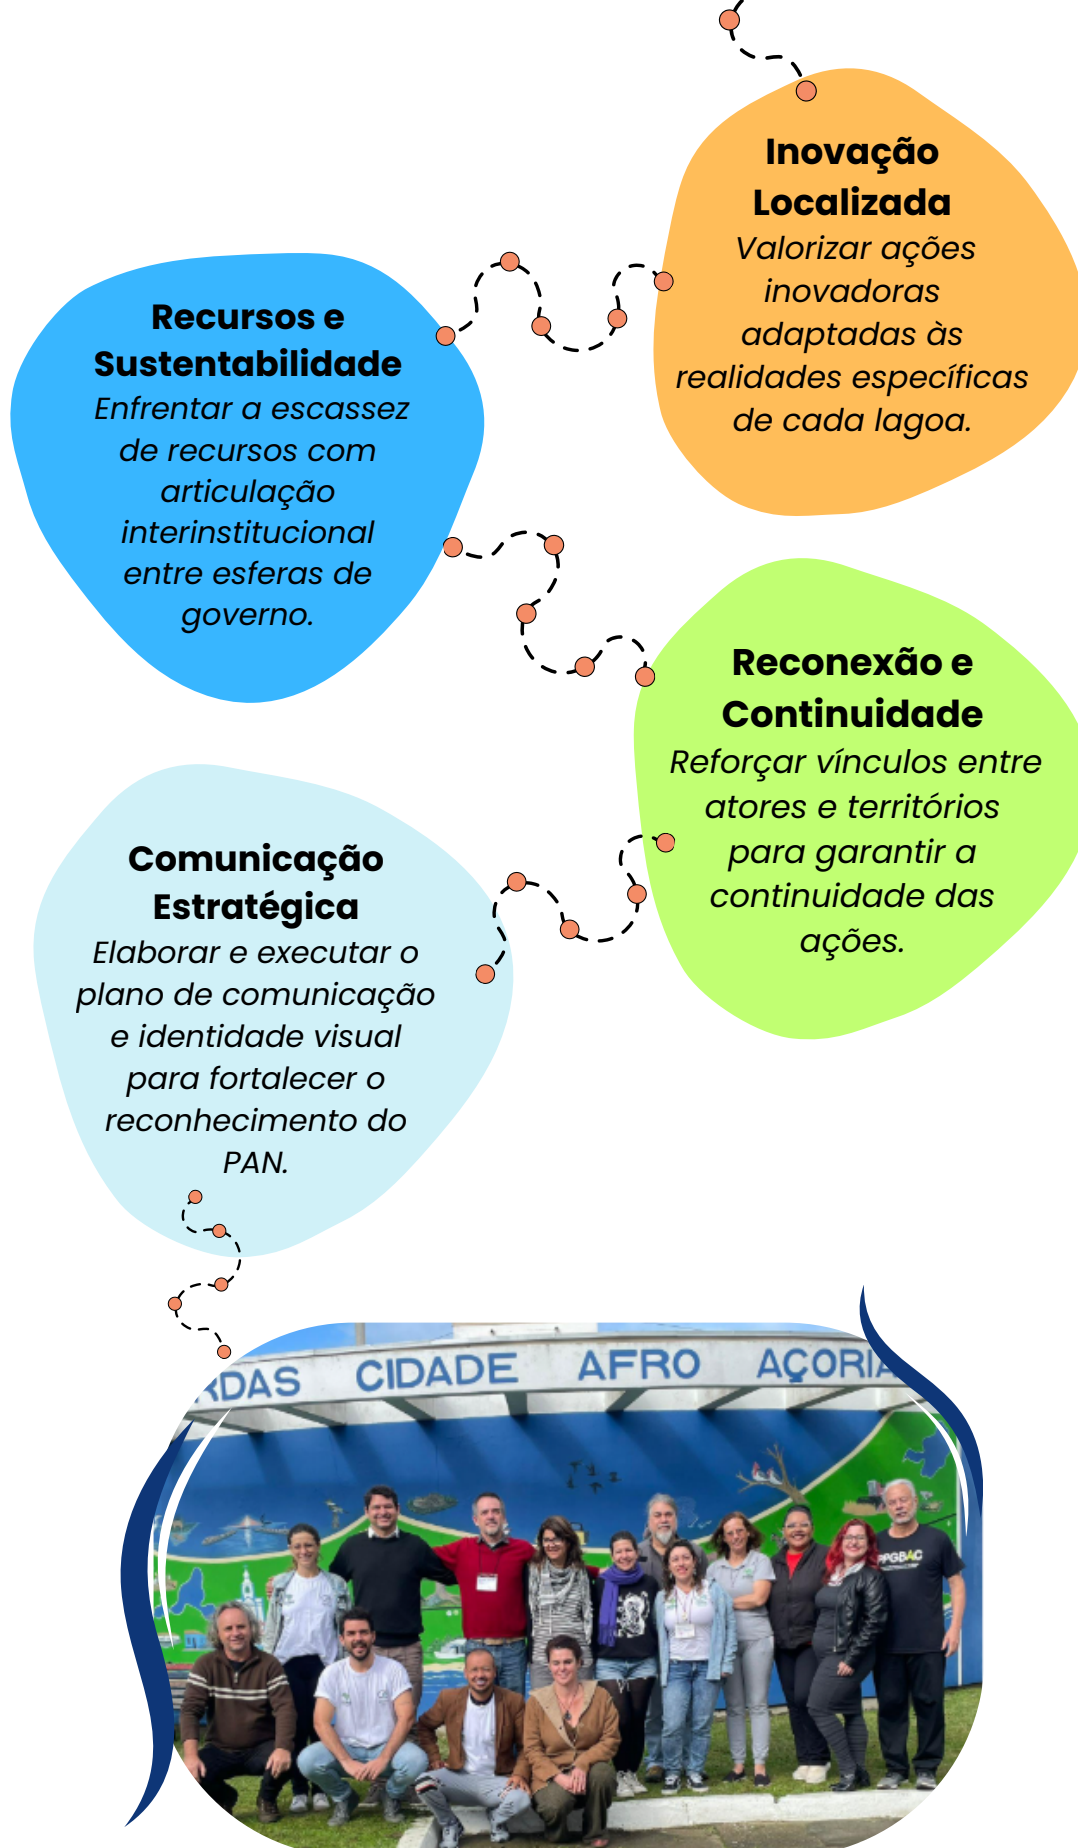 Inovação
Localizada
Valorizar ações
inovadoras
adaptadas às
realidades específicas
de cada lagoa.
Recursos e
Sustentabilidade
Enfrentar a escassez
de recursos com
articulação
interinstitucional
entre esferas de
governo.
Reconexão e
Continuidade
Reforçar vínculos entre
atores e territórios
para garantir a
continuidade das
ações.
Comunicação
Estratégica
Elaborar e executar o
plano de comunicação
e identidade visual
para fortalecer o
reconhecimento do
PAN.
RDAS CIDADE AFRO AÇORIA
PPGBAC